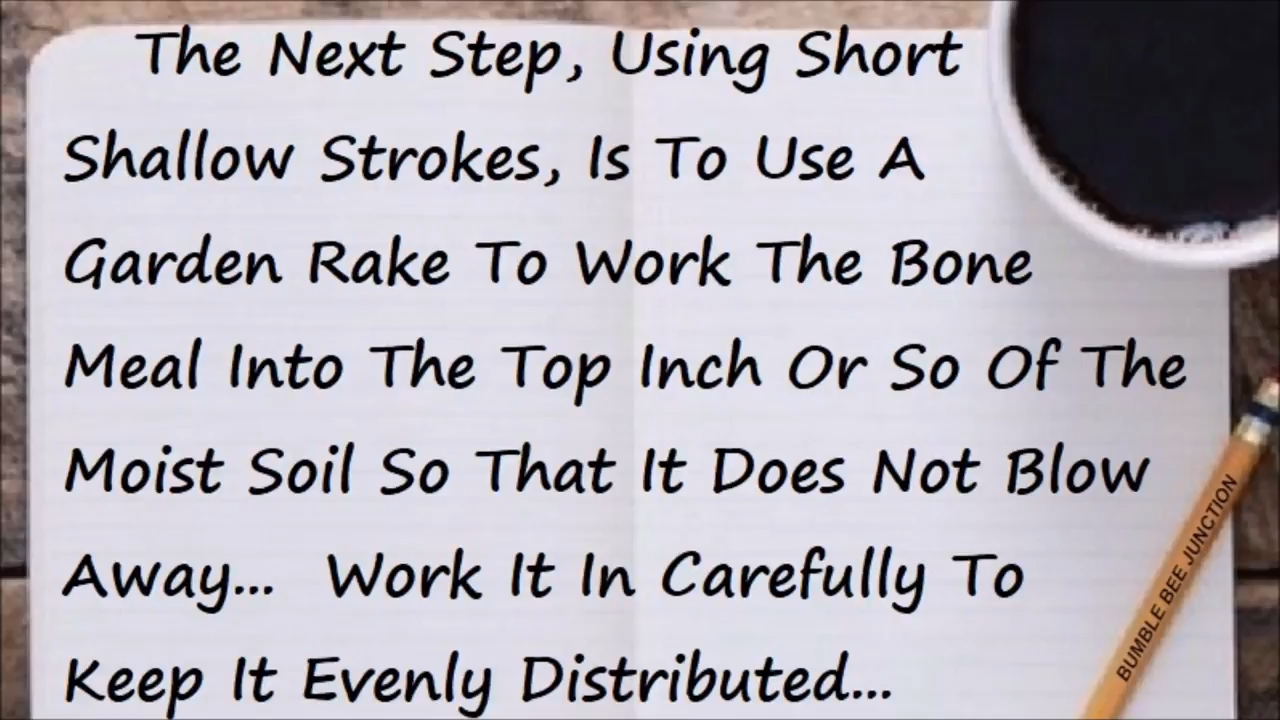 The Next Step, Using Short
Shallow Strokes, Is To Use A
Garden Rake To Work The Bone
Meal Into The Top Inch Or So Of The
Moist Soil So That It Does Not Blow
Away... Work It In Carefully To
Keep It Evenly Distributed...
BUMBLE BEE JUNCTION